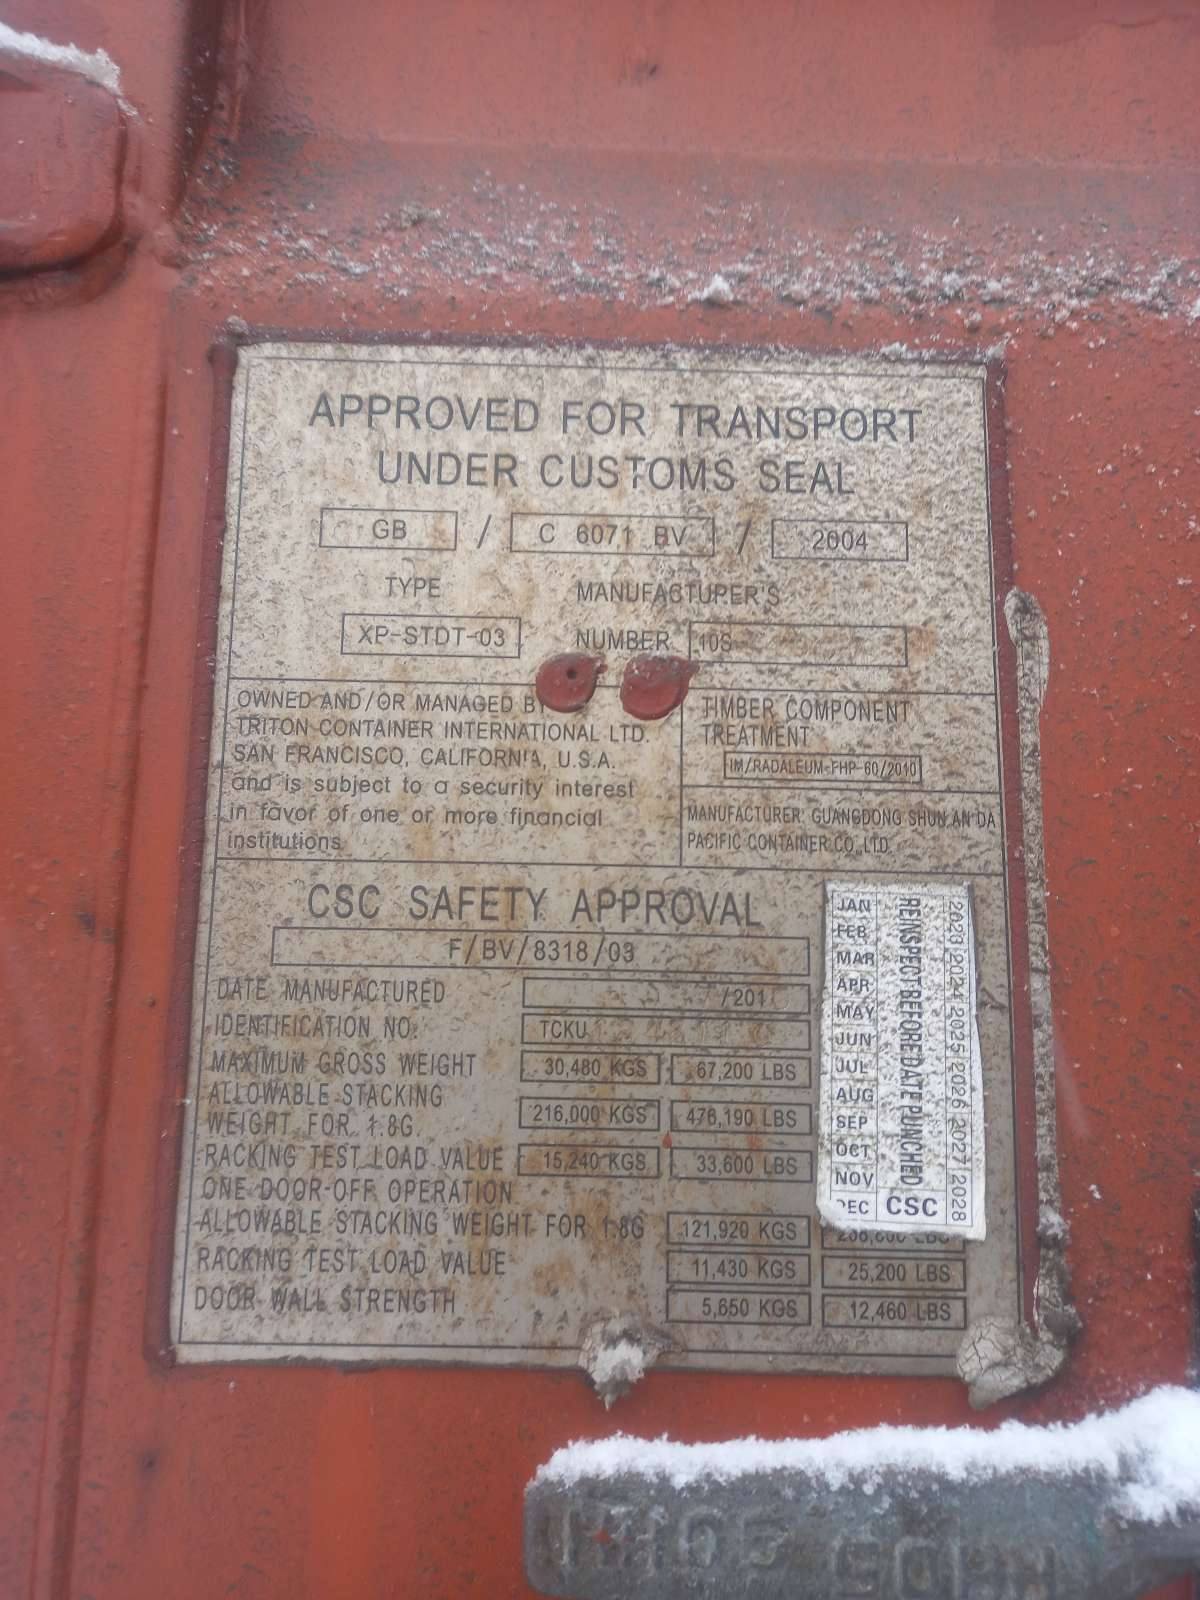 APPROVED FOR TRANSPORT
UNDER CUSTOMS SEAL
GB / C 6071 BV / 2004
TYPE MANUFACTURER'S
XP-STDT-03 NUMBER 10S
OWNED AND/OR MANAGED BY
TRITON CONTAINER INTERNATIONAL LTD.
SAN FRANCISCO, CALIFORNIA, U.S.A.
and is subject to a security interest
in favor of one or more financial
institutions
TIMBER COMPONENT
TREATMENT
IM/RADALEUM-FHP-60/2010
MANUFACTURER: GUANGDONG SHUN AN DA
PACIFIC CONTAINER CO.,LTD.
CSC SAFETY APPROVAL
F/BV/8318/03
DATE MANUFACTURED /201
IDENTIFICATION NO. TCKU
MAXIMUM GROSS WEIGHT 30,480 KGS 67,200 LBS
ALLOWABLE STACKING
WEIGHT FOR 1.8G 216,000 KGS 476,190 LBS
RACKING TEST LOAD VALUE 15,240 KGS 33,600 LBS
ONE DOOR-OFF OPERATION
ALLOWABLE STACKING WEIGHT FOR 1.8G 121,920 KGS
RACKING TEST LOAD VALUE 11,430 KGS 25,200 LBS
DOOR WALL STRENGTH 5,650 KGS 12,460 LBS
JAN
FEB
MAR
APR
MAY
JUN
JUL
AUG
SEP
OCT
NOV
DEC
REINSPECT BEFORE DATE PUNCHED
CSC
2023 2024 2025 2026 2027 2028